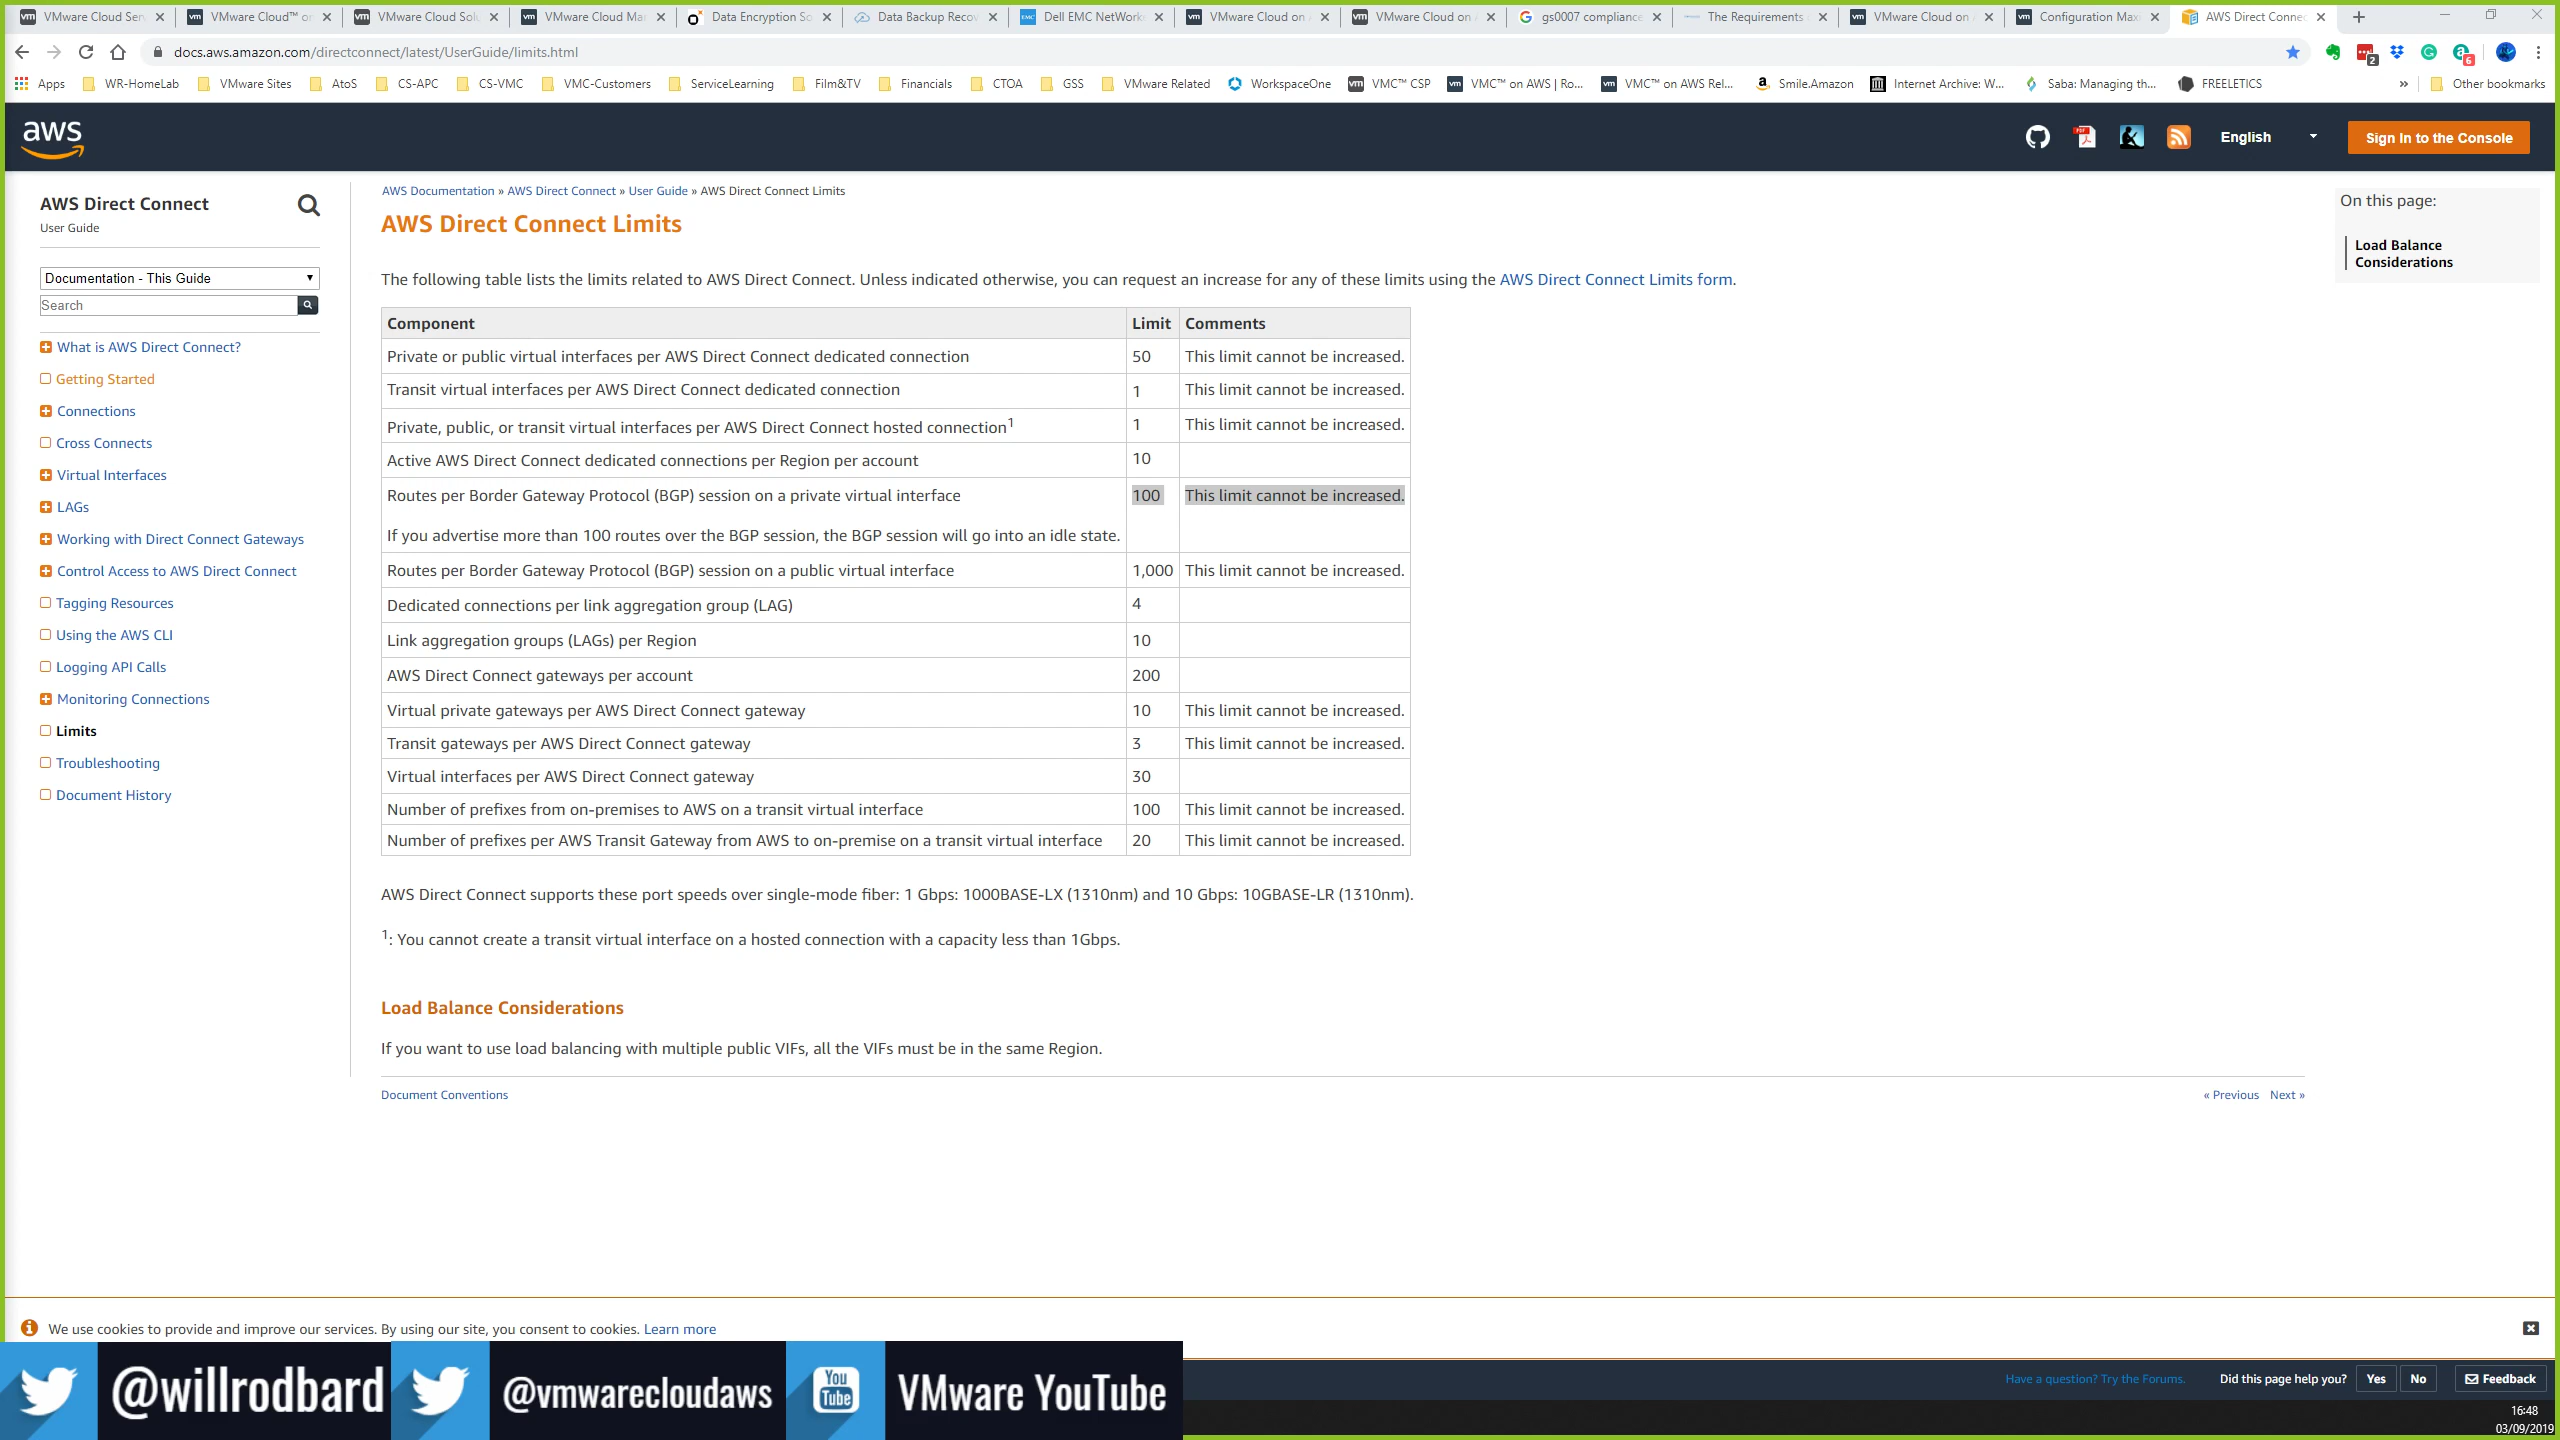 VMware Cloud Ser
VMware Cloud™ o
VMware Cloud Sol
VMware Cloud Ma
Data Encryption So
Data Backup Reco
Dell EMC NetWork
VMware Cloud on
VMware Cloud on
gs0007 compliance
The Requirements
VMware Cloud on
Configuration Max
AWS Direct Connec
docs.aws.amazon.com/directconnect/latest/UserGuide/limits.html
2
6
Apps
WR-HomeLab
VMware Sites
AtoS
CS-APC
CS-VMC
VMC-Customers
ServiceLearning
Film&TV
Financials
CTOA
GSS
VMware Related
WorkspaceOne
VMC™ CSP
VMC™ on AWS | Ro...
VMC™ on AWS Rel...
Smile.Amazon
Internet Archive: W...
Saba: Managing th...
FREELETICS
»
Other bookmarks
aws
English
Sign In to the Console
AWS Direct Connect
User Guide
Documentation - This Guide
Search
What is AWS Direct Connect?
Getting Started
Connections
Cross Connects
Virtual Interfaces
LAGs
Working with Direct Connect Gateways
Control Access to AWS Direct Connect
Tagging Resources
Using the AWS CLI
Logging API Calls
Monitoring Connections
Limits
Troubleshooting
Document History
AWS Documentation » AWS Direct Connect » User Guide » AWS Direct Connect Limits
AWS Direct Connect Limits
The following table lists the limits related to AWS Direct Connect. Unless indicated otherwise, you can request an increase for any of these limits using the AWS Direct Connect Limits form.
Component Limit Comments
Private or public virtual interfaces per AWS Direct Connect dedicated connection 50 This limit cannot be increased.
Transit virtual interfaces per AWS Direct Connect dedicated connection 1 This limit cannot be increased.
Private, public, or transit virtual interfaces per AWS Direct Connect hosted connection1 1 This limit cannot be increased.
Active AWS Direct Connect dedicated connections per Region per account 10
Routes per Border Gateway Protocol (BGP) session on a private virtual interface 100 This limit cannot be increased.
If you advertise more than 100 routes over the BGP session, the BGP session will go into an idle state.
Routes per Border Gateway Protocol (BGP) session on a public virtual interface 1,000 This limit cannot be increased.
Dedicated connections per link aggregation group (LAG) 4
Link aggregation groups (LAGs) per Region 10
AWS Direct Connect gateways per account 200
Virtual private gateways per AWS Direct Connect gateway 10 This limit cannot be increased.
Transit gateways per AWS Direct Connect gateway 3 This limit cannot be increased.
Virtual interfaces per AWS Direct Connect gateway 30
Number of prefixes from on-premises to AWS on a transit virtual interface 100 This limit cannot be increased.
Number of prefixes per AWS Transit Gateway from AWS to on-premise on a transit virtual interface 20 This limit cannot be increased.
AWS Direct Connect supports these port speeds over single-mode fiber: 1 Gbps: 1000BASE-LX (1310nm) and 10 Gbps: 10GBASE-LR (1310nm).
1: You cannot create a transit virtual interface on a hosted connection with a capacity less than 1Gbps.
Load Balance Considerations
If you want to use load balancing with multiple public VIFs, all the VIFs must be in the same Region.
Document Conventions
« Previous Next »
On this page:
Load Balance
Considerations
We use cookies to provide and improve our services. By using our site, you consent to cookies. Learn more
@willrodbard
@vmwarecloudaws
You
Tube
VMware YouTube
Have a question? Try the Forums.
Did this page help you?
Yes
No
Feedback
16:48
03/09/2019